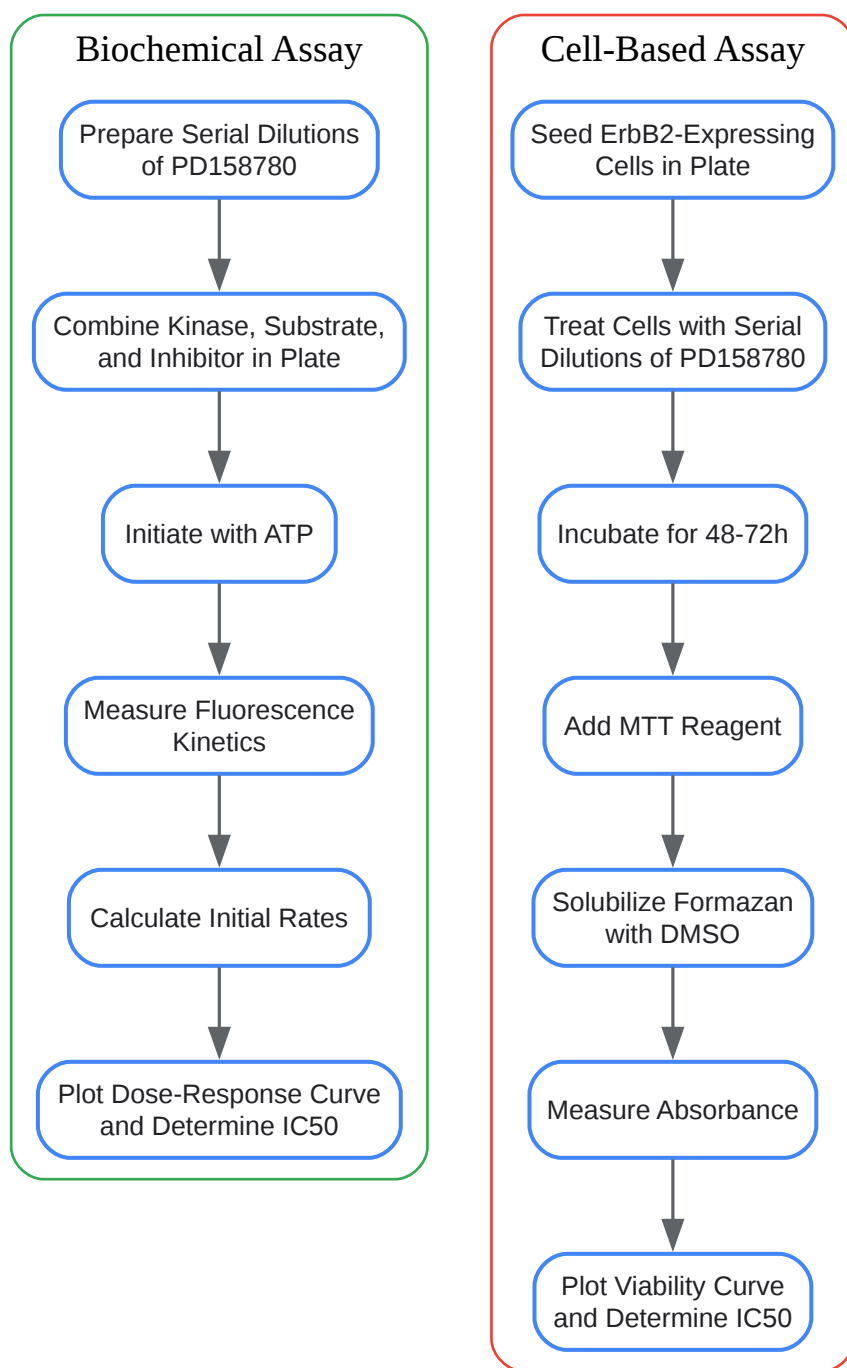 Biochemical Assay
Prepare Serial Dilutions
of PD158780
Combine Kinase, Substrate,
and Inhibitor in Plate
Initiate with ATP
Measure Fluorescence
Kinetics
Calculate Initial Rates
Plot Dose-Response Curve
and Determine IC50
Cell-Based Assay
Seed ErbB2-Expressing
Cells in Plate
Treat Cells with Serial
Dilutions of PD158780
Incubate for 48-72h
Add MTT Reagent
Solubilize Formazan
with DMSO
Measure Absorbance
Plot Viability Curve
and Determine IC50